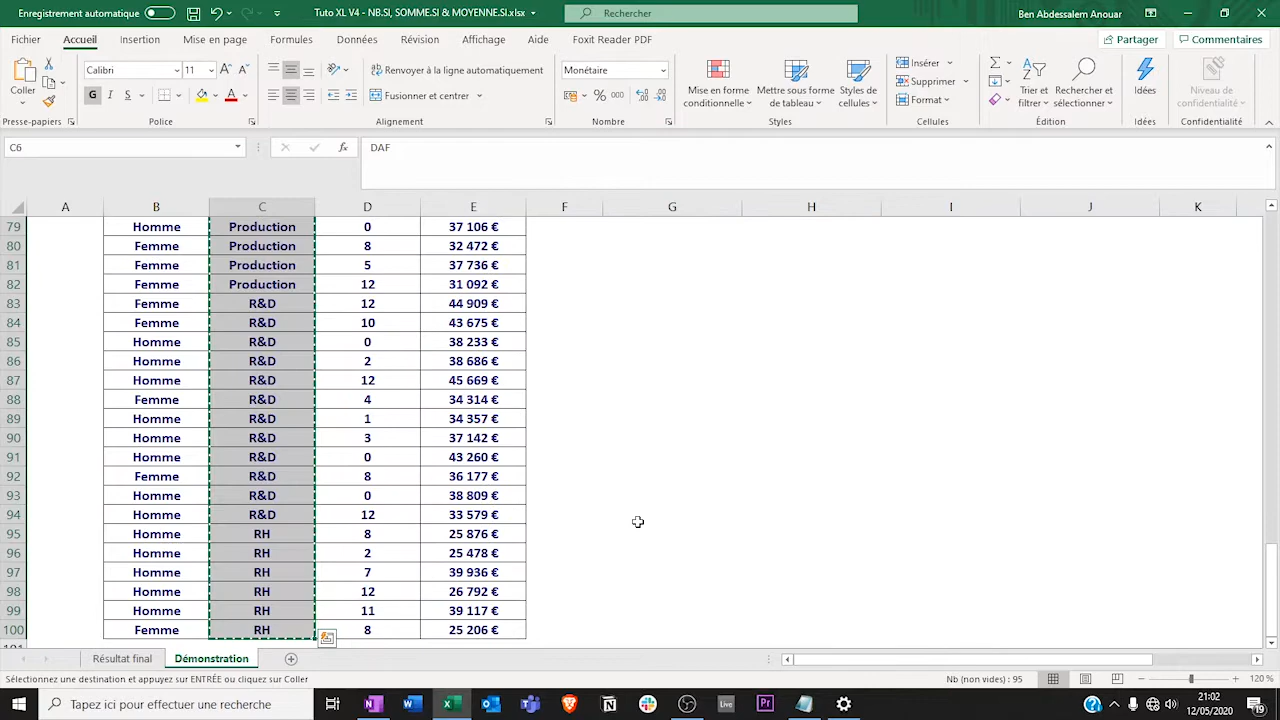 Enregistrement automatique
Tuto XL V4 - NB.SI, SOMME.SI & MOYENNE.SI.xlsx
Rechercher
Ben Abdessalem Anouar
Fichier Accueil Insertion Mise en page Formules Données Révision Affichage Aide Foxit Reader PDF
Partager Commentaires
Coller
Calibri 11
G I S
Renvoyer à la ligne automatiquement
Fusionner et centrer
Monétaire
% 000
Mise en forme conditionnelle
Mettre sous forme de tableau
Styles de cellules
Insérer
Supprimer
Format
Trier et filtrer
Rechercher et sélectionner
Idées
Niveau de confidentialité
Presse-papiers Police Alignement Nombre Styles Cellules Édition Idées Confidentialité
C6 fx DAF
A B C D E F G H I J K
79 Homme Production 0 37 106 €
80 Femme Production 8 32 472 €
81 Femme Production 5 37 736 €
82 Femme Production 12 31 092 €
83 Femme R&D 12 44 909 €
84 Femme R&D 10 43 675 €
85 Homme R&D 0 38 233 €
86 Homme R&D 2 38 686 €
87 Homme R&D 12 45 669 €
88 Femme R&D 4 34 314 €
89 Homme R&D 1 34 357 €
90 Homme R&D 3 37 142 €
91 Homme R&D 0 43 260 €
92 Femme R&D 8 36 177 €
93 Homme R&D 0 38 809 €
94 Homme R&D 12 33 579 €
95 Homme RH 8 25 876 €
96 Homme RH 2 25 478 €
97 Homme RH 7 39 936 €
98 Homme RH 12 26 792 €
99 Homme RH 11 39 117 €
100 Femme RH 8 25 206 €
Résultat final Démonstration
Sélectionnez une destination et appuyez sur ENTRÉE ou cliquez sur Coller
Nb (non vides) : 95
120 %
Tapez ici pour effectuer une recherche
Live
21:02
12/05/2020